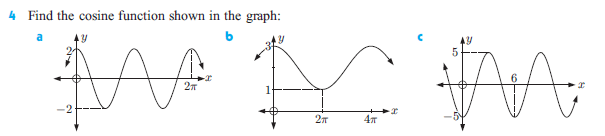 4 Find the cosine function shown in the graph:
a
y
2
2π
x
-2
b
y
3
1
2π
4π
x
c
y
5
6
x
-5